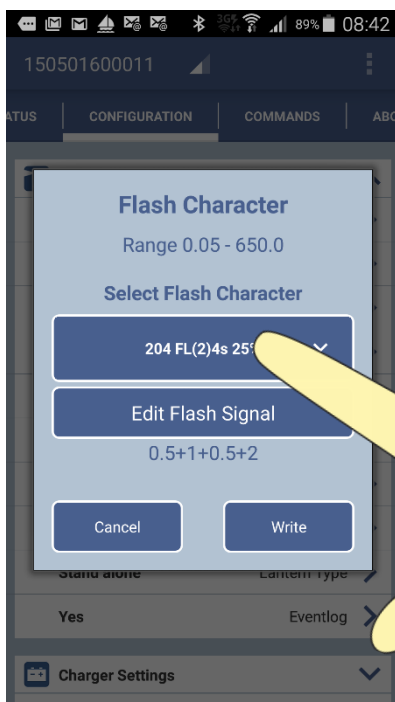 3G 89% 08:42
150501600011
ATUS CONFIGURATION COMMANDS ABO
Flash Character
Range 0.05 - 650.0
Select Flash Character
204 FL(2)4s 25%
Edit Flash Signal
0.5+1+0.5+2
Cancel Write
Stand alone Lantern Type
Yes Eventlog
Charger Settings